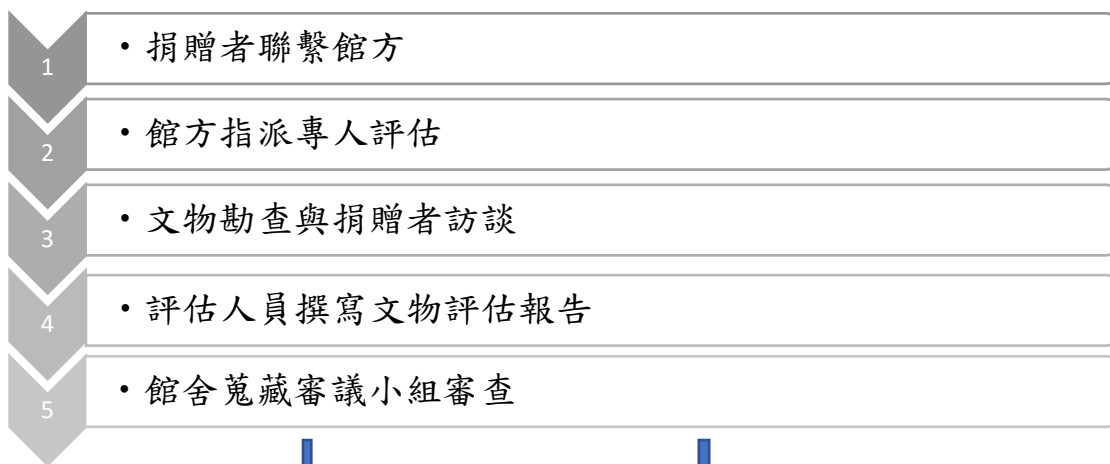 1
• 捐贈者聯繫館方
2
• 館方指派專人評估
3
• 文物勘查與捐贈者訪談
4
• 評估人員撰寫文物評估報告
5
• 館舍蒐藏審議小組審查